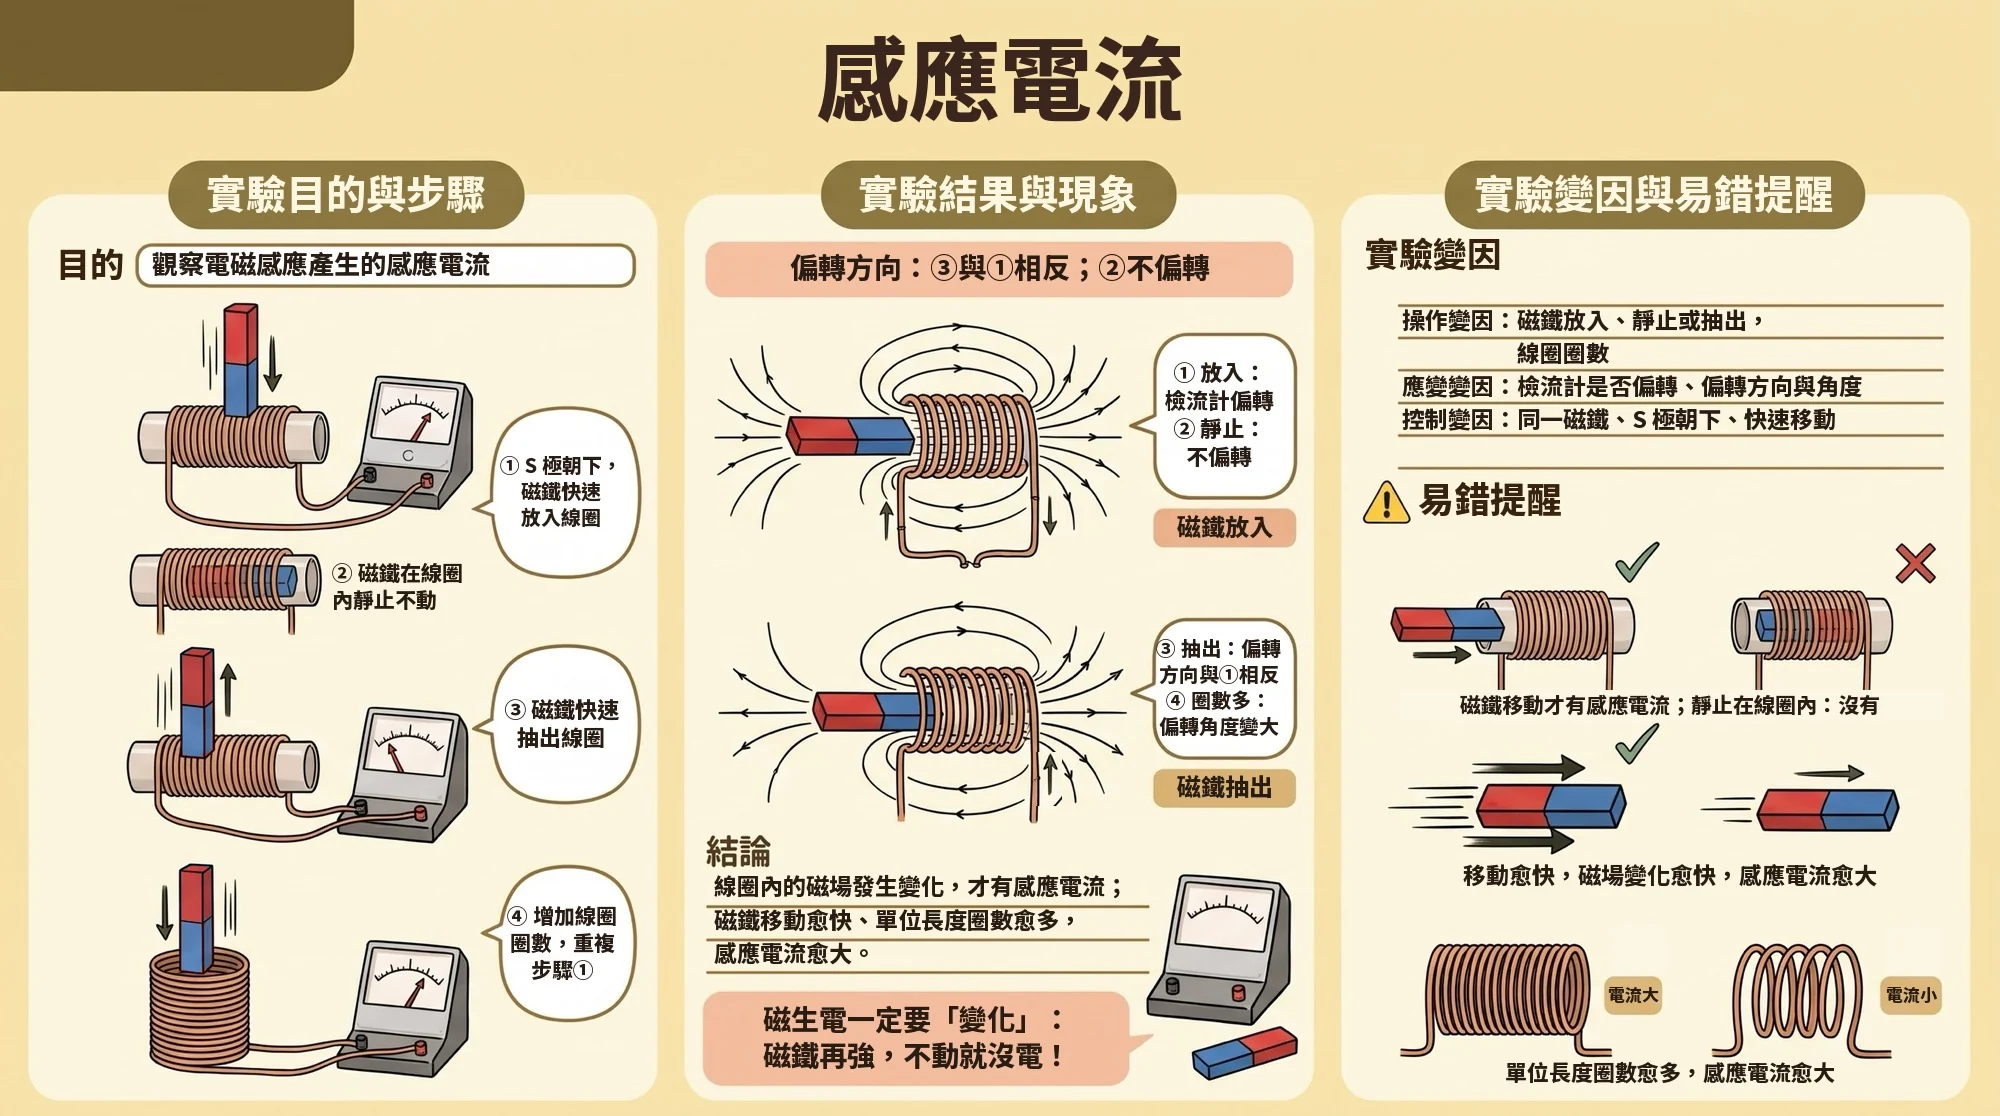 感應電流
實驗目的與步驟
目的
觀察電磁感應產生的感應電流
① S 極朝下，
磁鐵快速
放入線圈
② 磁鐵在線圈
內靜止不動
③ 磁鐵快速
抽出線圈
④ 增加線圈
圈數，重複
步驟①
實驗結果與現象
偏轉方向：③與①相反；②不偏轉
① 放入：
檢流計偏轉
② 靜止：
不偏轉
磁鐵放入
③ 抽出：偏轉
方向與①相反
④ 圈數多：
偏轉角度變大
磁鐵抽出
結論
線圈內的磁場發生變化，才有感應電流；
磁鐵移動愈快、單位長度圈數愈多，
感應電流愈大。
磁生電一定要「變化」：
磁鐵再強，不動就沒電！
實驗變因與易錯提醒
實驗變因
操作變因：磁鐵放入、靜止或抽出，
線圈圈數
應變變因：檢流計是否偏轉、偏轉方向與角度
控制變因：同一磁鐵、S 極朝下、快速移動
易錯提醒
磁鐵移動才有感應電流；靜止在線圈內：沒有
移動愈快，磁場變化愈快，感應電流愈大
電流大
電流小
單位長度圈數愈多，感應電流愈大